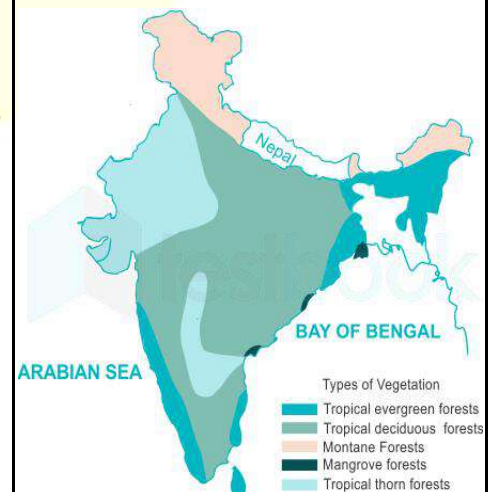 Nepal
testbook
BAY OF BENGAL
ARABIAN SEA
Types of Vegetation
Tropical evergreen forests
Tropical deciduous forests
Montane Forests
Mangrove forests
Tropical thorn forests